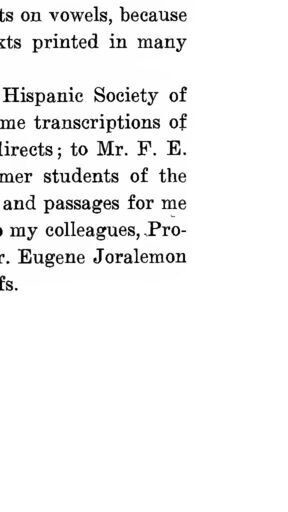 ts on vowels, because
xts printed in many
Hispanic Society of
me transcriptions of
directs; to Mr. F. E.
mer students of the
and passages for me
o my colleagues, Pro-
r. Eugene Joralemon
fs.